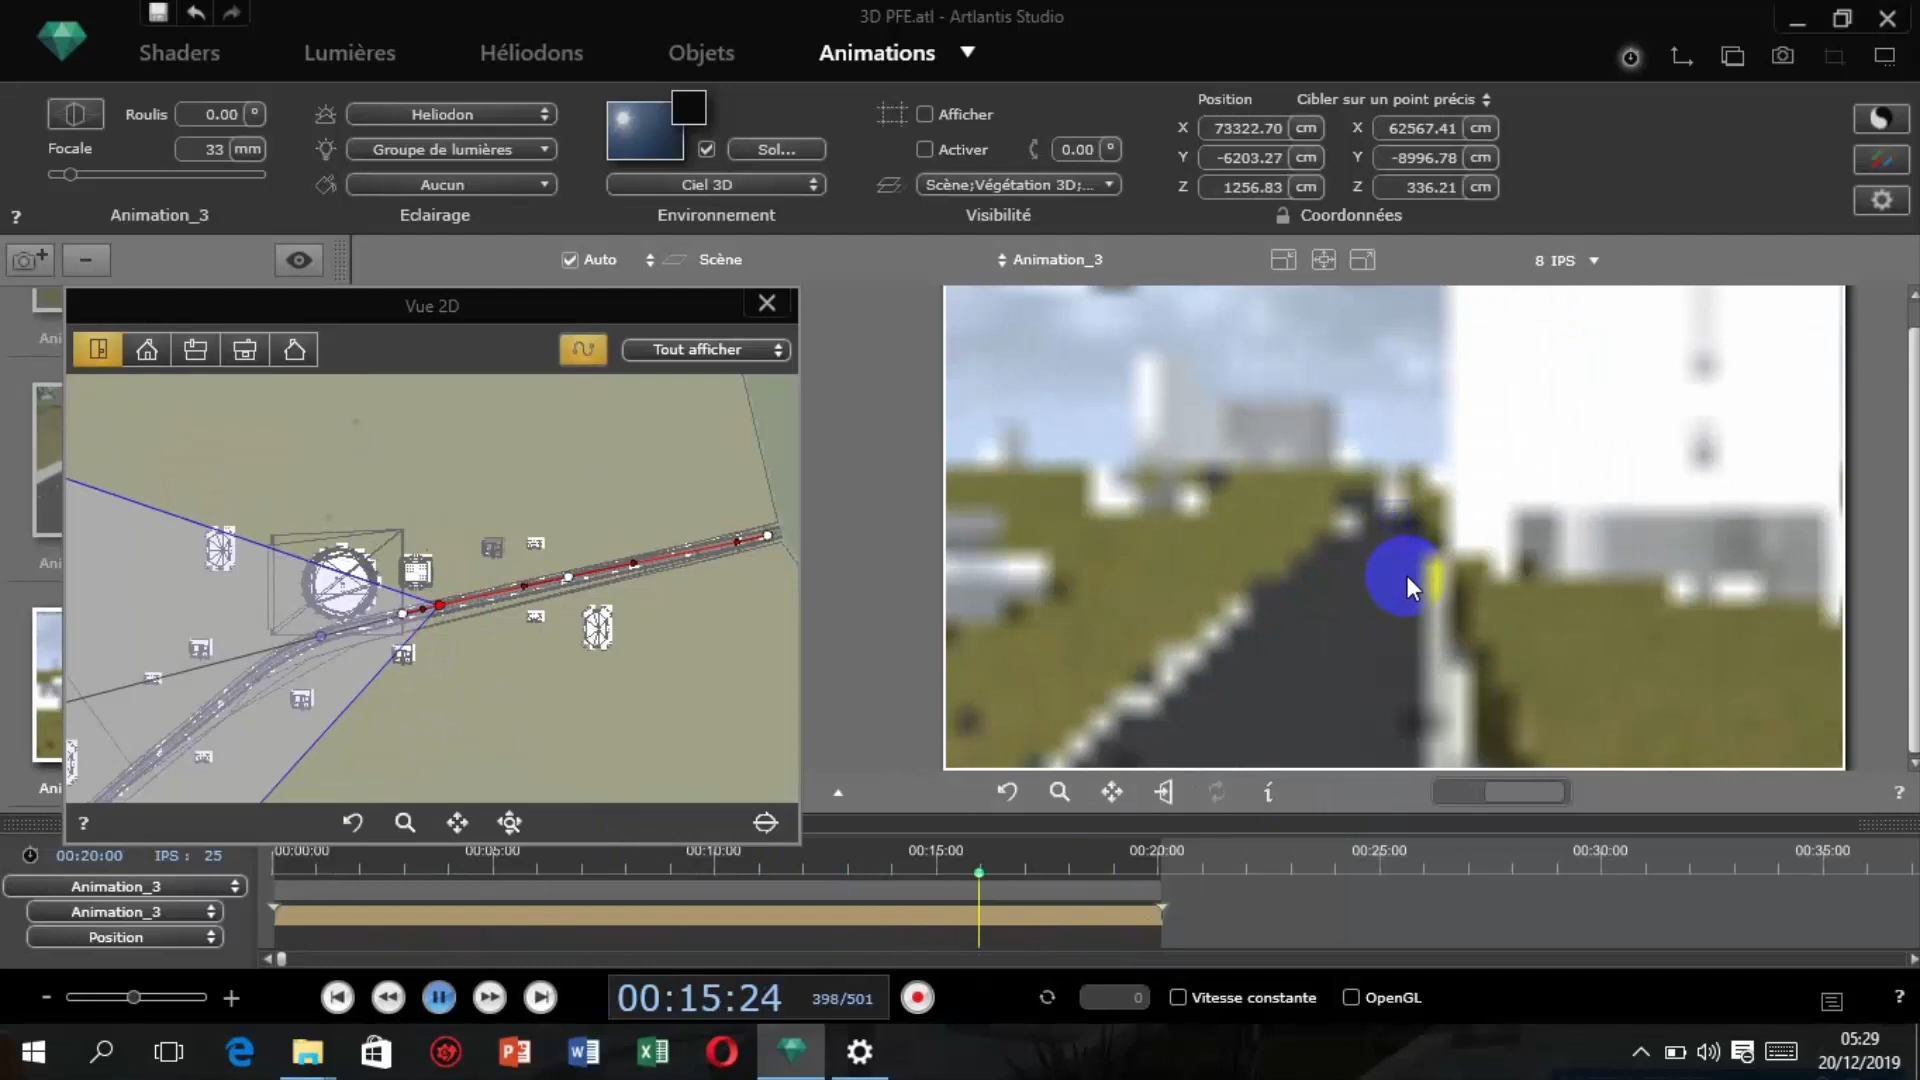 3D PFE.atl - Artlantis Studio
Shaders Lumières Héliodons Objets Animations
Roulis 0.00 °
Focale 33 mm
? Animation_3
Heliodon
Groupe de lumières
Aucun
Eclairage
Sol...
Ciel 3D
Environnement
Afficher
Activer 0.00 °
Scène;Végétation 3D;...
Visibilité
Position Cibler sur un point précis
X 73322.70 cm X 62567.41 cm
Y -6203.27 cm Y -8996.78 cm
Z 1256.83 cm Z 336.21 cm
Coordonnées
Auto Scène Animation_3 8 IPS
Ani
Ani
Ani
Vue 2D
Tout afficher
?
?
00:20:00 IPS : 25
00:00:00 00:05:00 00:10:00 00:15:00 00:20:00 00:25:00 00:30:00 00:35:00
Animation_3
Animation_3
Position
- + 00:15:24 398/501 0 Vitesse constante OpenGL ?
05:29
20/12/2019